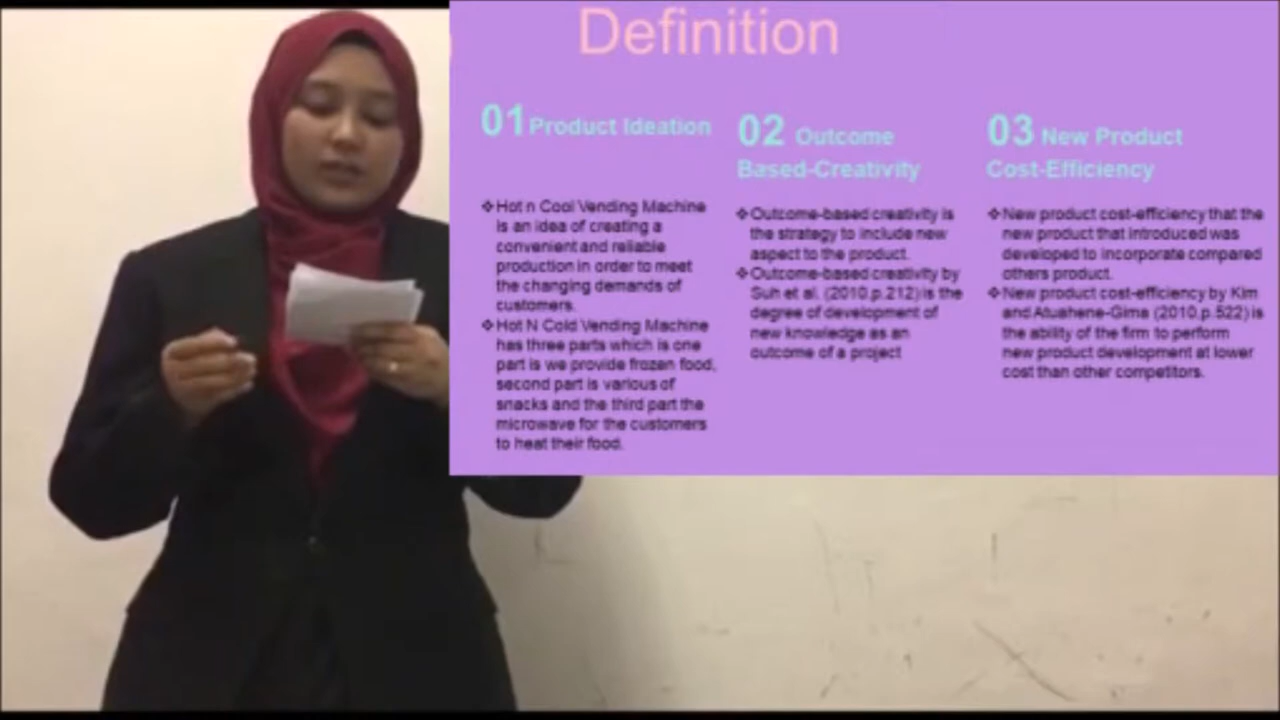 Definition
01 Product Ideation
❖Hot n Cool Vending Machine
is an idea of creating a
convenient and reliable
production in order to meet
the changing demands of
customers.
❖Hot N Cold Vending Machine
has three parts which is one
part is we provide frozen food,
second part is various of
snacks and the third part the
microwave for the customers
to heat their food.
02 Outcome
Based-Creativity
❖Outcome-based creativity is
the strategy to include new
aspect to the product.
❖Outcome-based creativity by
Suh et al. (2010,p.212) is the
degree of development of
new knowledge as an
outcome of a project
03 New Product
Cost-Efficiency
❖New product cost-efficiency that the
new product that introduced was
developed to incorporate compared
others product.
❖New product cost-efficiency by Kim
and Atuahene-Gima (2010,p.522) is
the ability of the firm to perform
new product development at lower
cost than other competitors.